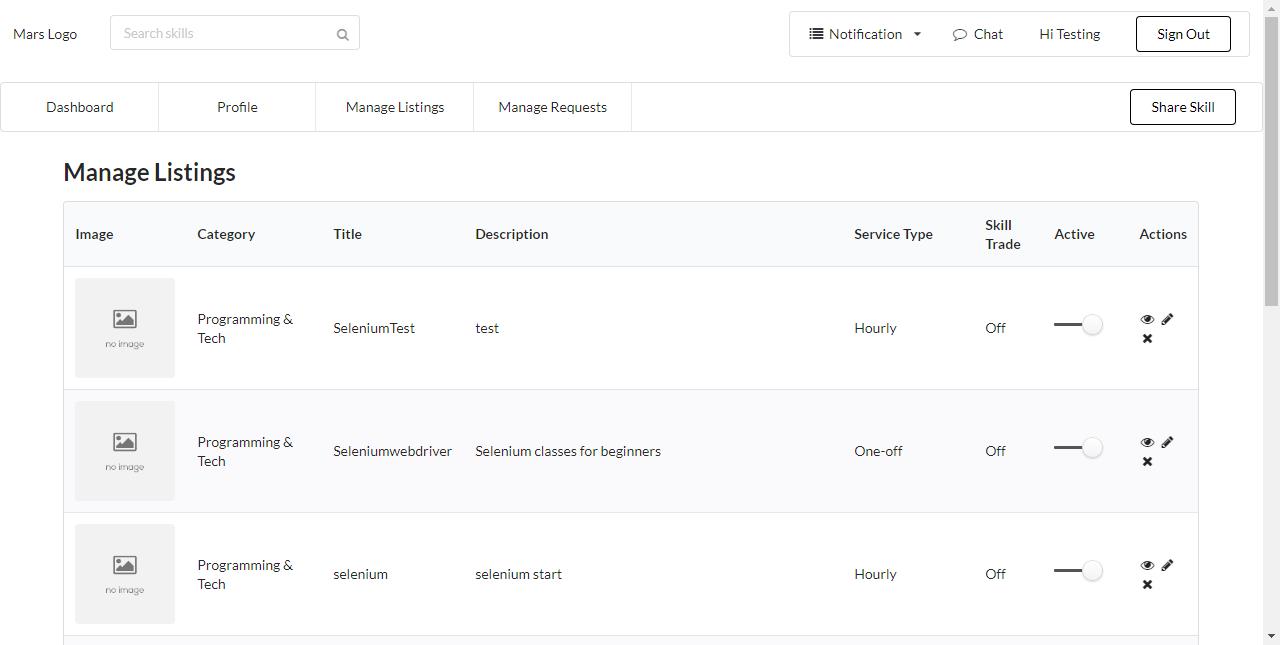 Mars Logo
Search skills
Notification
Chat
Hi Testing
Sign Out
Dashboard
Profile
Manage Listings
Manage Requests
Share Skill
Manage Listings
Image
Category
Title
Description
Service Type
Skill
Trade
Active
Actions
no image
Programming &
Tech
SeleniumTest
test
Hourly
Off
no image
Programming &
Tech
Seleniumwebdriver
Selenium classes for beginners
One-off
Off
no image
Programming &
Tech
selenium
selenium start
Hourly
Off